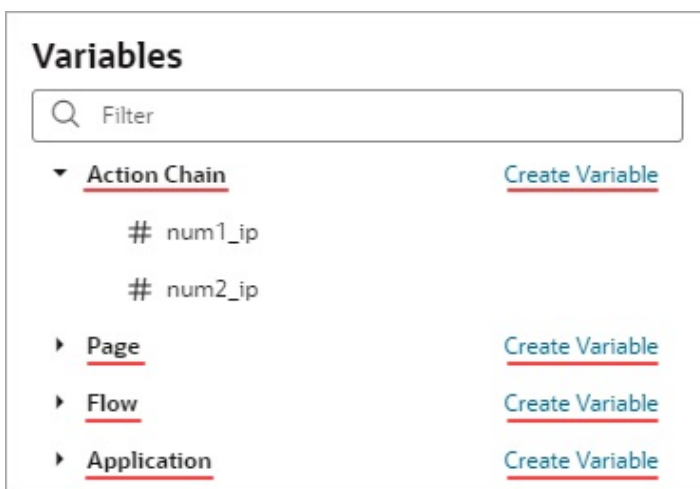 Variables
Filter
Action Chain Create Variable
# num1_ip
# num2_ip
Page Create Variable
Flow Create Variable
Application Create Variable